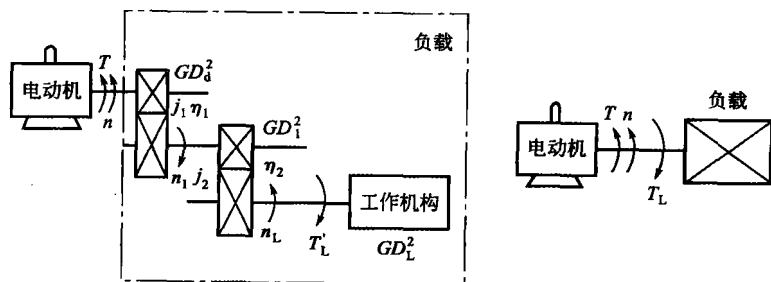 负载
电动机
T
n
GD_d^2
j_1 η_1
n_1 j_2
GD_1^2
η_2
n_L
T_L'
工作机构
GD_L^2
电动机
T n
T_L
负载